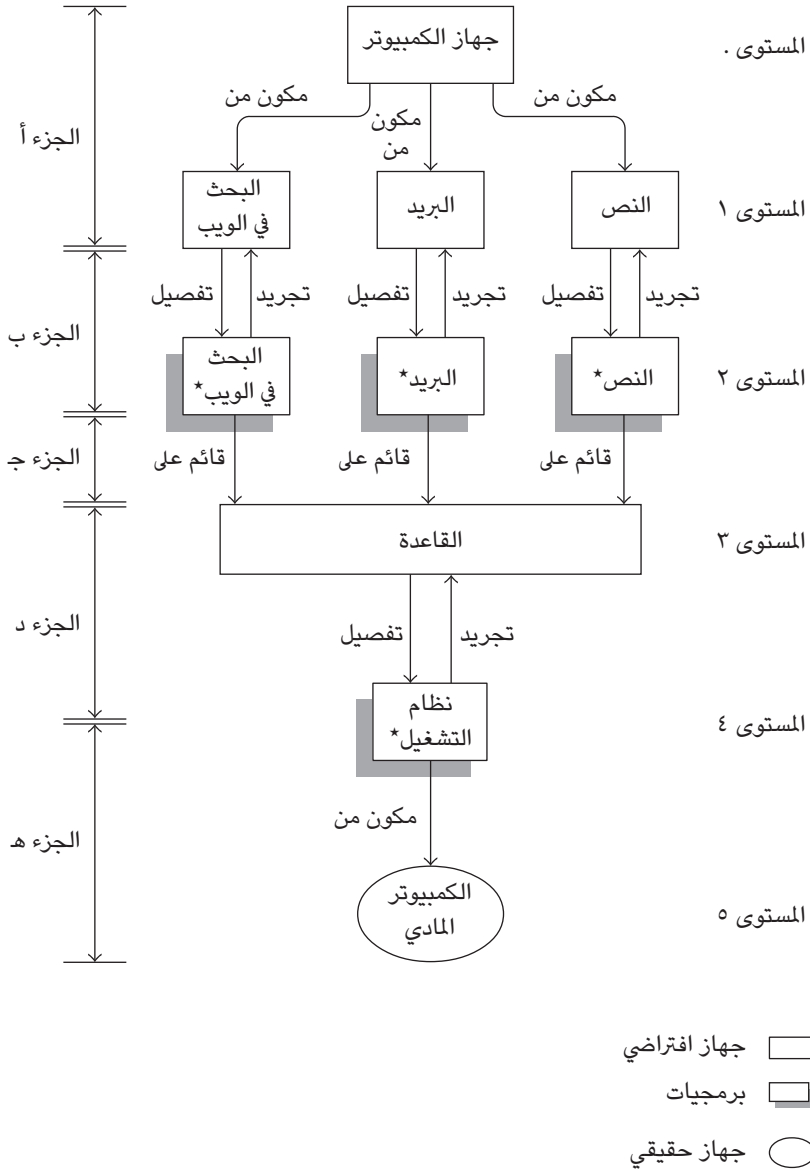 جهاز الكمبيوتر
المستوى ٠
مكون من
مكون
من
مكون من
الجزء أ
النص
البريد
البحث
في الويب
المستوى ١
تجريد
تفصيل
تجريد
تفصيل
تجريد
تفصيل
الجزء ب
النص*
البريد*
البحث
في الويب*
المستوى ٢
قائم على
قائم على
قائم على
الجزء جـ
القاعدة
المستوى ٣
تجريد
تفصيل
الجزء د
نظام
التشغيل*
المستوى ٤
مكون من
الجزء هـ
الكمبيوتر
المادي
المستوى ٥
جهاز افتراضي
برمجيات
جهاز حقيقي